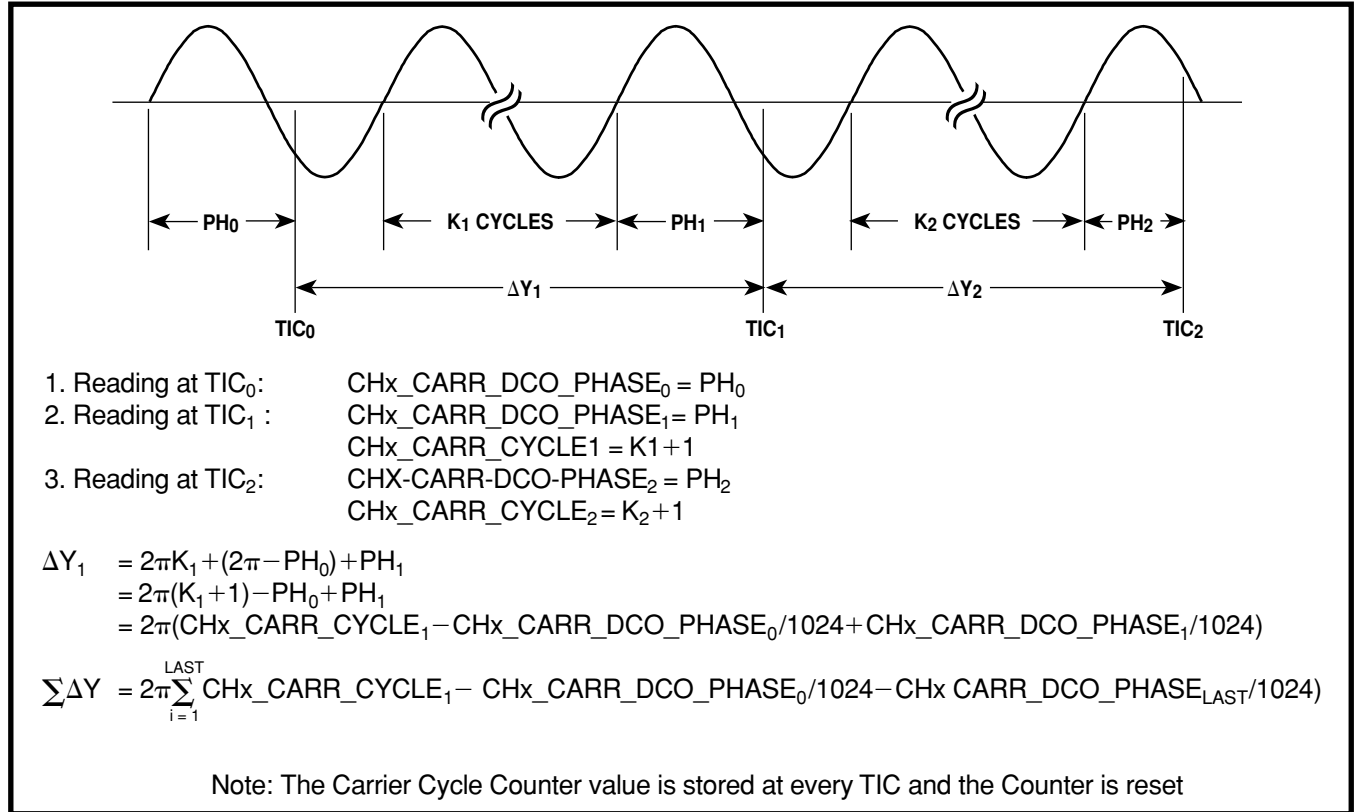 PH₀ K₁ CYCLES PH₁ K₂ CYCLES PH₂
ΔY₁ ΔY₂
TIC₀ TIC₁ TIC₂
1. Reading at TIC₀: CHx_CARR_DCO_PHASE₀ = PH₀
2. Reading at TIC₁ : CHx_CARR_DCO_PHASE₁= PH₁
CHx_CARR_CYCLE1 = K1+1
3. Reading at TIC₂: CHX-CARR-DCO-PHASE₂ = PH₂
CHx_CARR_CYCLE₂ = K₂+1
ΔY₁ = 2πK₁+(2π−PH₀)+PH₁
= 2π(K₁+1)−PH₀+PH₁
= 2π(CHx_CARR_CYCLE₁−CHx_CARR_DCO_PHASE₀/1024+CHx_CARR_DCO_PHASE₁/1024)
LAST
∑ΔY = 2π∑CHx_CARR_CYCLE₁− CHx_CARR_DCO_PHASE₀/1024−CHx CARR_DCO_PHASE_LAST/1024)
i = 1
Note: The Carrier Cycle Counter value is stored at every TIC and the Counter is reset